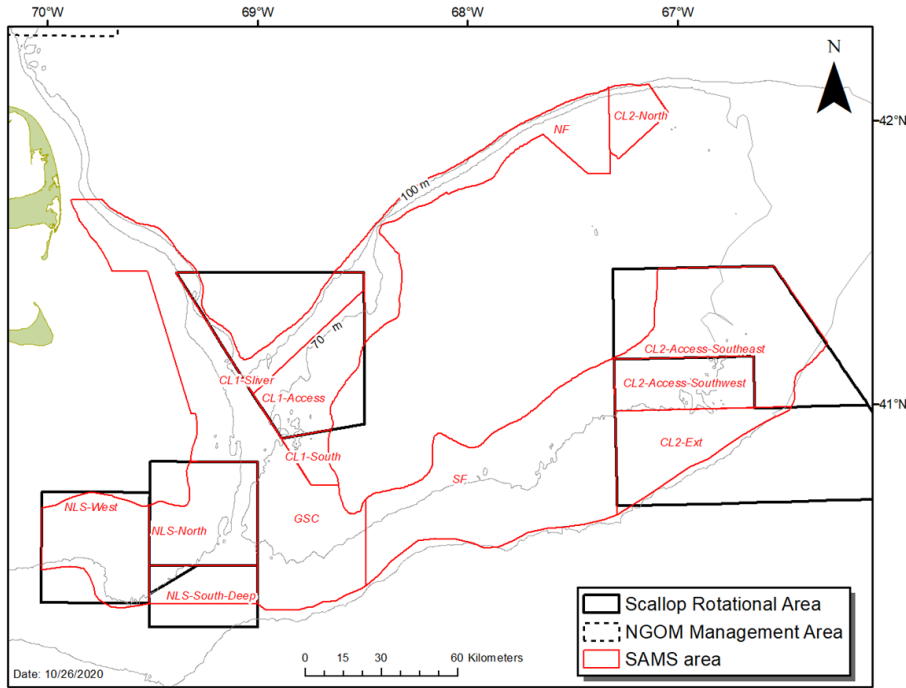 70°W
69°W
68°W
67°W
N
42°N
CL2-North
NF
100 m
70 m
CL2-Access-Southeast
CL1-Sliver
CL2-Access-Southwest
CL1-Access
41°N
CL2-Ext
CL1-South
SF
NLS-West
GSC
NLS-North
NLS-South-Deep
Scallop Rotational Area
NGOM Management Area
SAMS area
0 15 30 60 Kilometers
Date: 10/26/2020